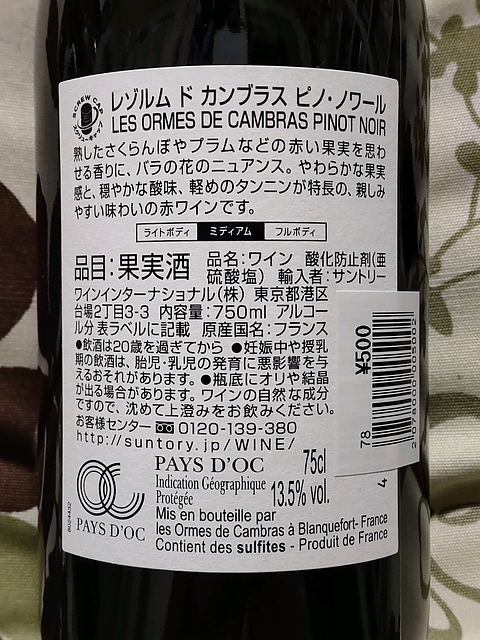 SCREW CAP
レゾルム ド カンブラス ピノ・ノワール
LES ORMES DE CAMBRAS PINOT NOIR
熟したさくらんぼやプラムなどの赤い果実を思わ
せる香りに、バラの花のニュアンス。やわらかな果実
感と、穏やかな酸味、軽めのタンニンが特長の、親しみ
やすい味わいの赤ワインです。
ライトボディ ミディアム フルボディ
品目:果実酒 品名:ワイン 酸化防止剤(亜
硫酸塩) 輸入者:サントリー
ワインインターナショナル(株) 東京都港区
台場2丁目3-3 内容量:750ml アルコー
ル分 表ラベルに記載 原産国名:フランス
●飲酒は20歳を過ぎてから ●妊娠中や授乳
期の飲酒は、胎児・乳児の発育に悪影響を与
えるおそれがあります。●瓶底にオリや結晶
が出る場合があります。ワインの自然な成分
ですので、沈めて上澄みをお飲みください。
お客様センター 0120-139-380
http://suntory.jp/WINE/
¥500
78
2078000005002
4
PAYS D'OC 75cl
Indication Géographique
Protégée 13.5% vol.
Mis en bouteille par
les Ormes de Cambras à Blanquefort- France
Contient des sulfites - Produit de France
PAYS D'OC